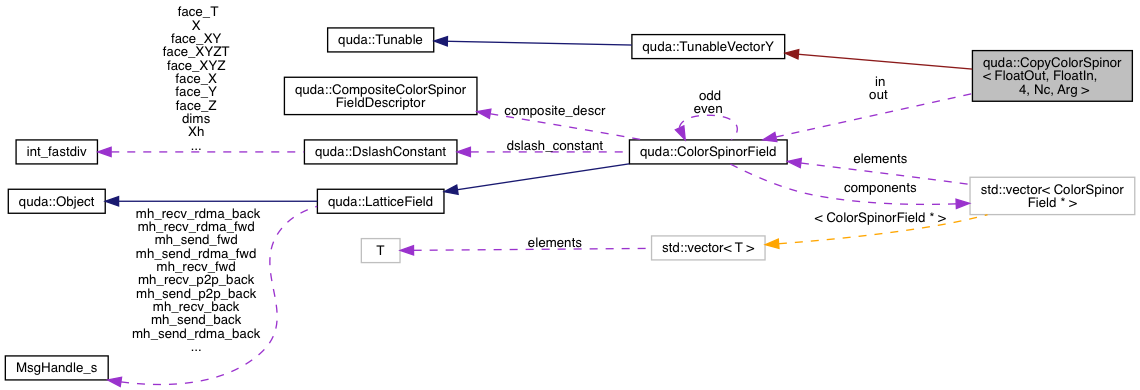 face_T
X
face_XY
face_XYZT
face_XYZ
face_X
face_Y
face_Z
dims
Xh
...
quda::Tunable
quda::TunableVectorY
quda::CopyColorSpinor
< FloatOut, FloatIn,
4, Nc, Arg >
quda::CompositeColorSpinor
FieldDescriptor
composite_descr
odd
even
in
out
int_fastdiv
quda::DslashConstant
dslash_constant
quda::ColorSpinorField
elements
components
std::vector< ColorSpinor
Field * >
quda::Object
quda::LatticeField
< ColorSpinorField * >
T
elements
std::vector< T >
mh_recv_rdma_back
mh_recv_rdma_fwd
mh_send_fwd
mh_send_rdma_fwd
mh_recv_fwd
mh_recv_p2p_back
mh_send_p2p_back
mh_recv_back
mh_send_back
mh_send_rdma_back
...
MsgHandle_s